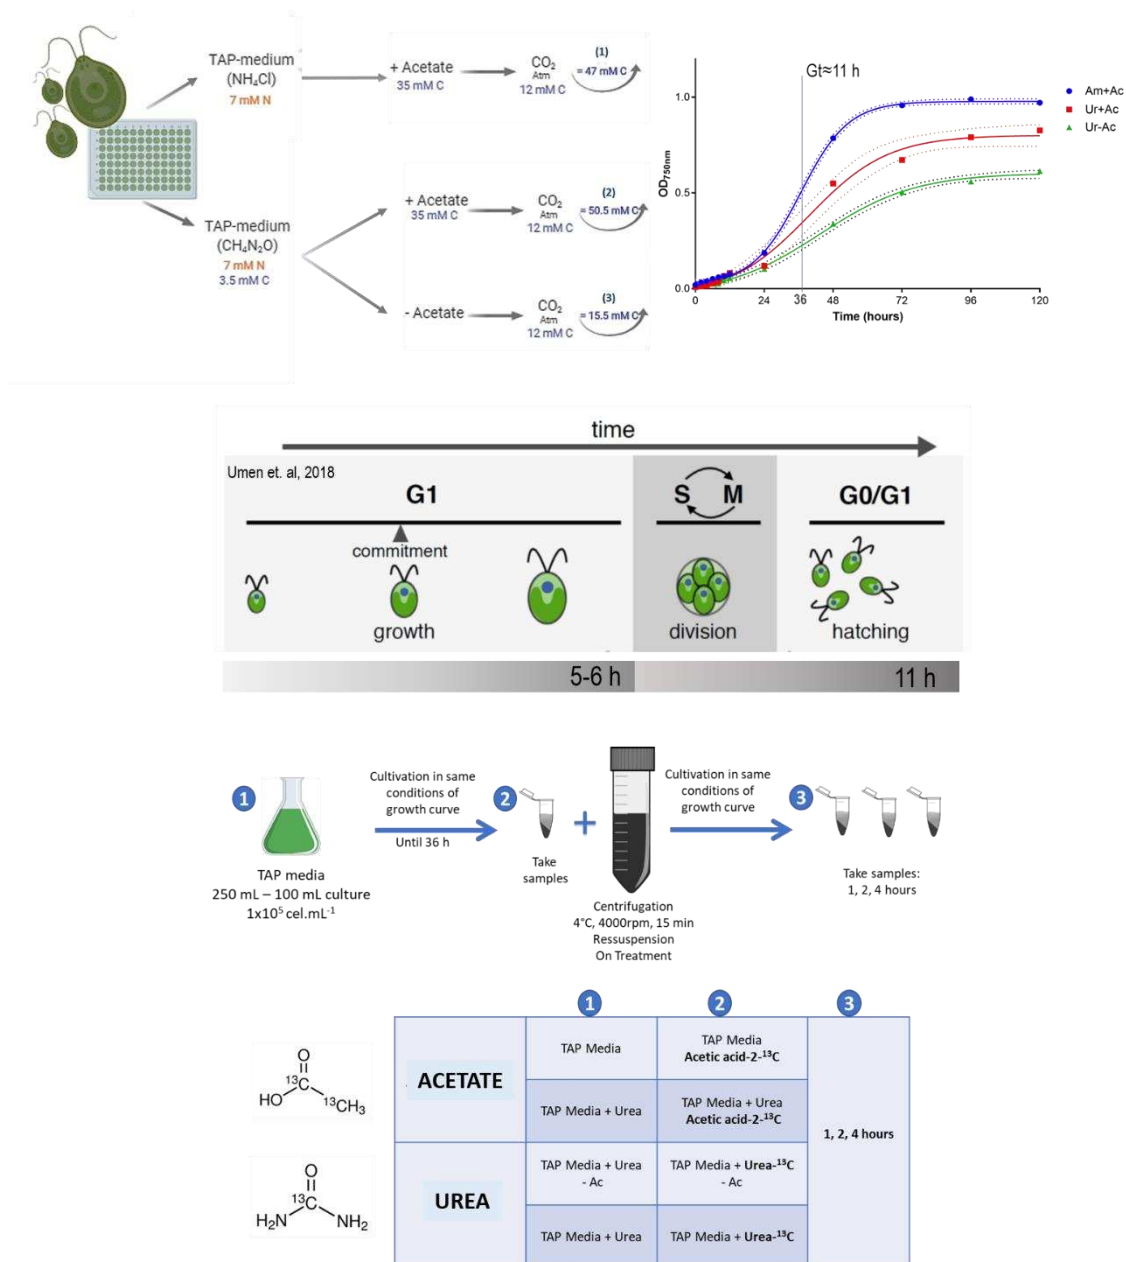 TAP-medium
(NH₄Cl)
7 mM N
+ Acetate
35 mM C
CO₂
Atm
12 mM C
(1)
= 47 mM C
TAP-medium
(CH₄N₂O)
7 mM N
3.5 mM C
+ Acetate
35 mM C
CO₂
Atm
12 mM C
(2)
= 50.5 mM C
- Acetate
CO₂
Atm
12 mM C
(3)
= 15.5 mM C
Gt≈11 h
OD750nm
1.0
0.5
0.0
0
24
36
48
72
96
120
Time (hours)
Am+Ac
Ur+Ac
Ur-Ac
time
Umen et. al, 2018
G1
S M
G0/G1
commitment
growth
division
hatching
5-6 h
11 h
1
TAP media
250 mL – 100 mL culture
1x10⁵ cel.mL⁻¹
Cultivation in same
conditions of
growth curve
Until 36 h
2
Take
samples
+
Centrifugation
4°C, 4000rpm, 15 min
Ressuspension
On Treatment
Cultivation in same
conditions of
growth curve
3
Take samples:
1, 2, 4 hours
1
2
3
O
13C
HO
13CH₃
ACETATE
TAP Media
TAP Media
Acetic acid-2-¹³C
TAP Media + Urea
TAP Media + Urea
Acetic acid-2-¹³C
1, 2, 4 hours
O
13C
H₂N
NH₂
UREA
TAP Media + Urea
- Ac
TAP Media + Urea-¹³C
- Ac
TAP Media + Urea
TAP Media + Urea-¹³C